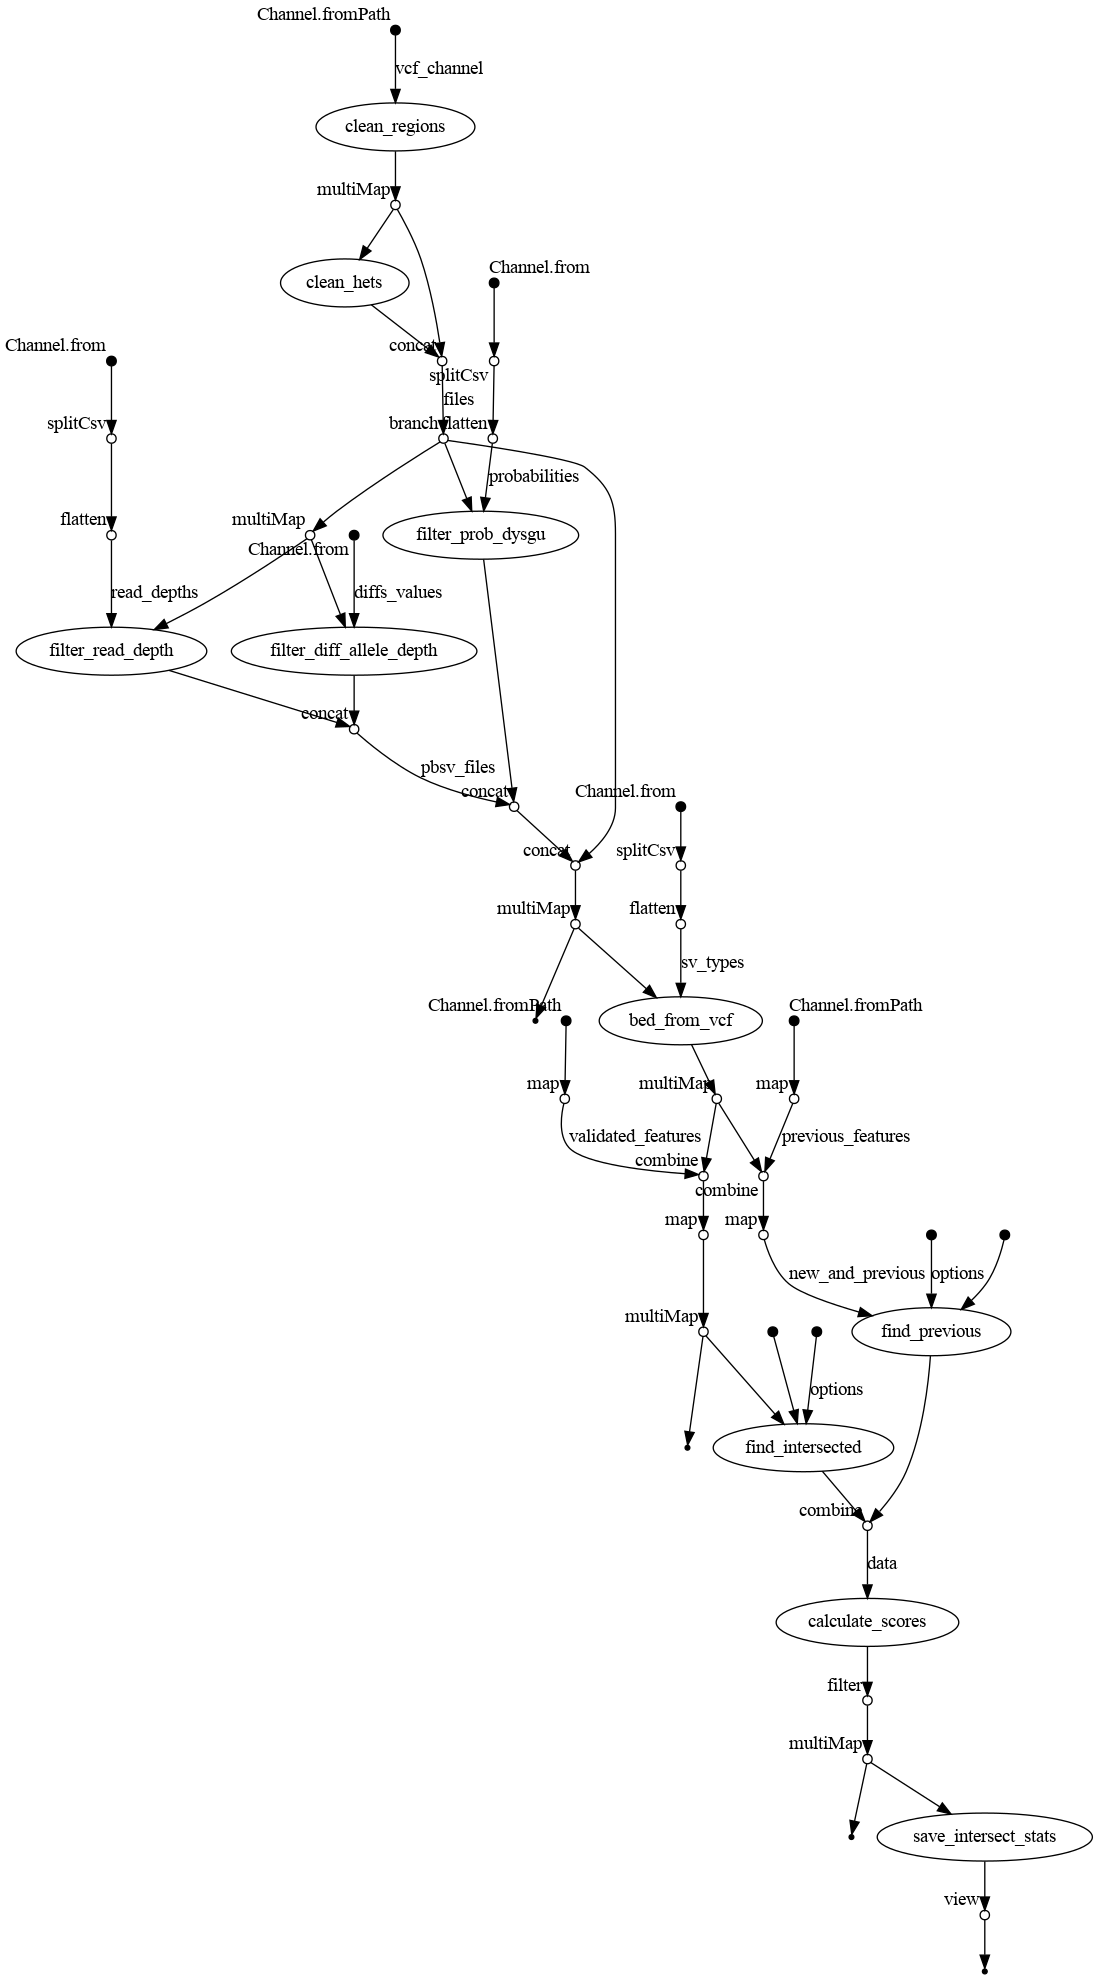 Channel.fromPath
vcf_channel
clean_regions
multiMap
Channel.from
clean_hets
concat
Channel.from
splitCsv
files
splitCsv
branch
flatten
probabilities
flatten
multiMap
filter_prob_dysgu
Channel.from
read_depths
diffs_values
filter_read_depth
filter_diff_allele_depth
concat
pbsv_files
concat
Channel.from
concat
splitCsv
multiMap
flatten
sv_types
Channel.fromPath
Channel.fromPath
bed_from_vcf
map
multiMap
map
validated_features
previous_features
combine
combine
map
map
new_and_previous
options
multiMap
find_previous
options
find_intersected
combine
data
calculate_scores
filter
multiMap
save_intersect_stats
view